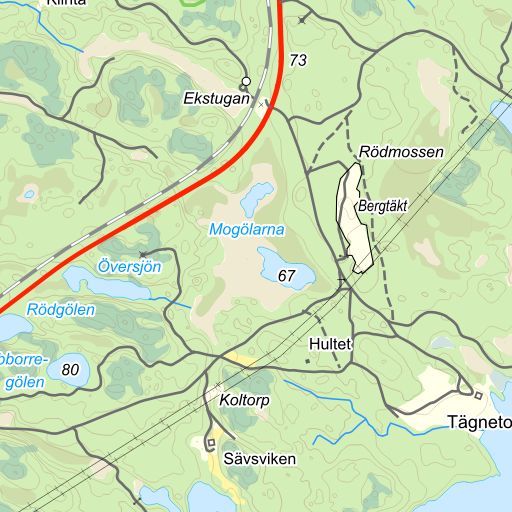 Klinta
73
Ekstugan
Rödmossen
Bergtäkt
Mogölarna
Översjön
67
Rödgölen
oborre-
gölen
80
Hultet
Koltorp
Tägneto
Sävsviken